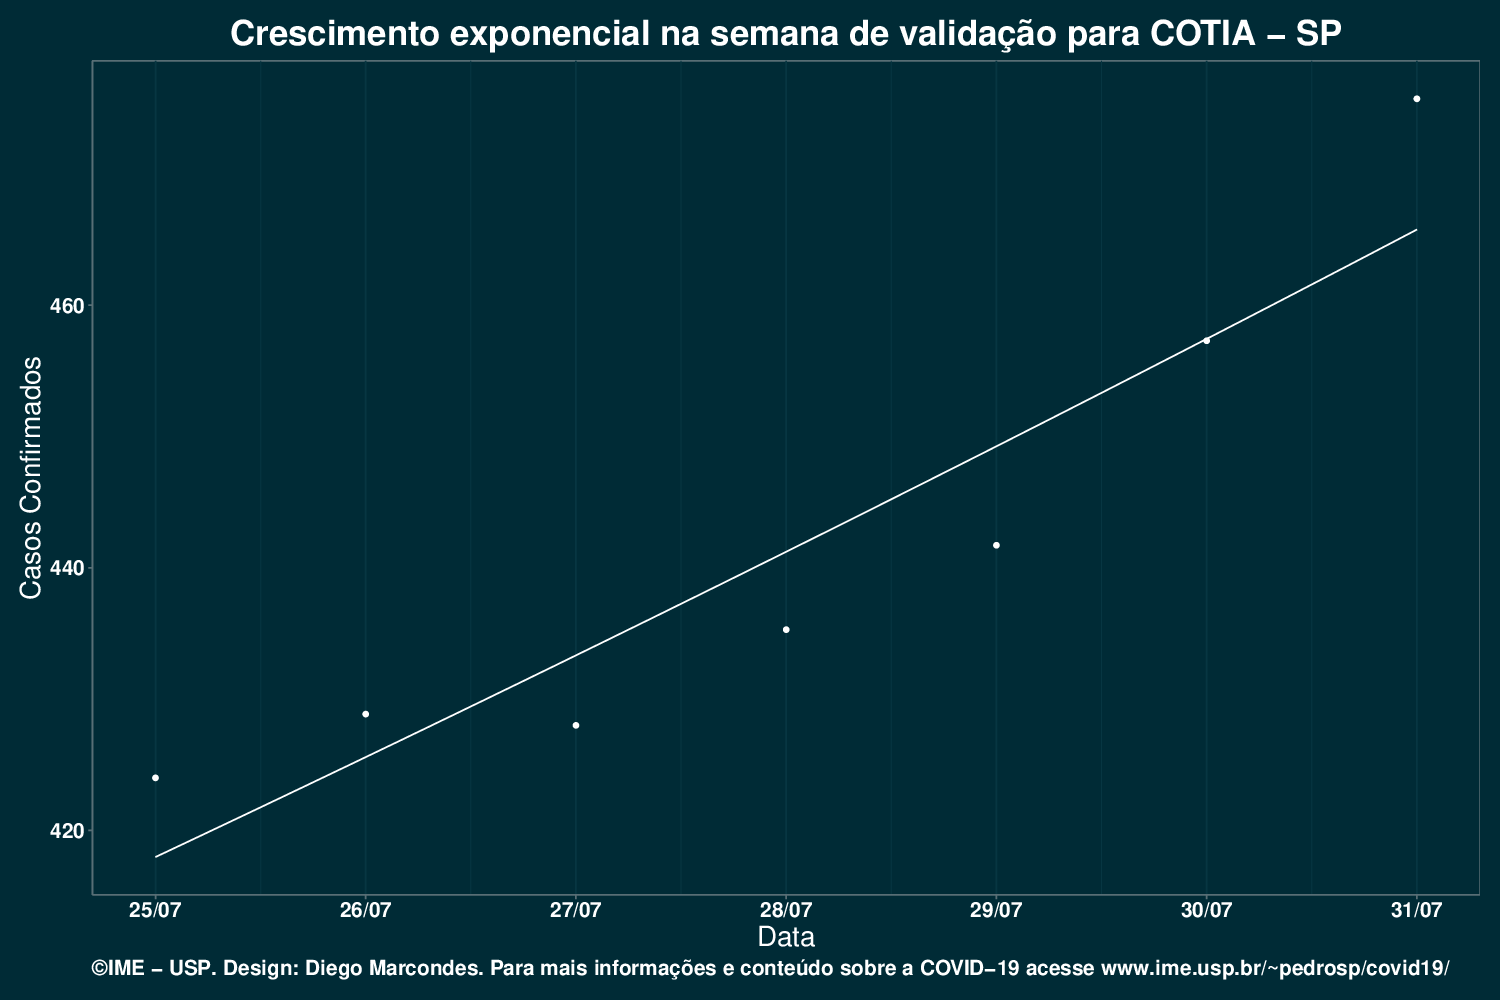 Crescimento exponencial na semana de validação para COTIA – SP
Casos Confirmados
460
440
420
25/07 26/07 27/07 28/07 29/07 30/07 31/07
Data
©IME – USP. Design: Diego Marcondes. Para mais informações e conteúdo sobre a COVID–19 acesse www.ime.usp.br/~pedrosp/covid19/